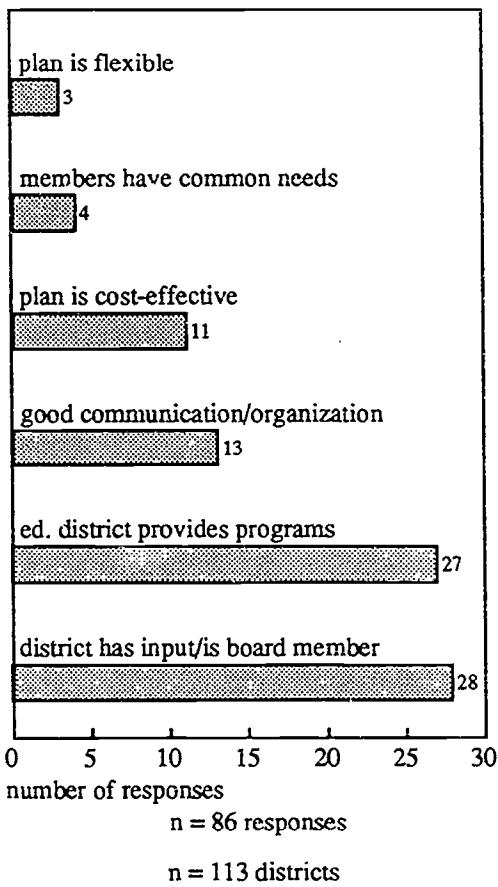 plan is flexible
3
members have common needs
4
plan is cost-effective
11
good communication/organization
13
ed. district provides programs
27
district has input/is board member
28
0 5 10 15 20 25 30
number of responses
n = 86 responses
n = 113 districts